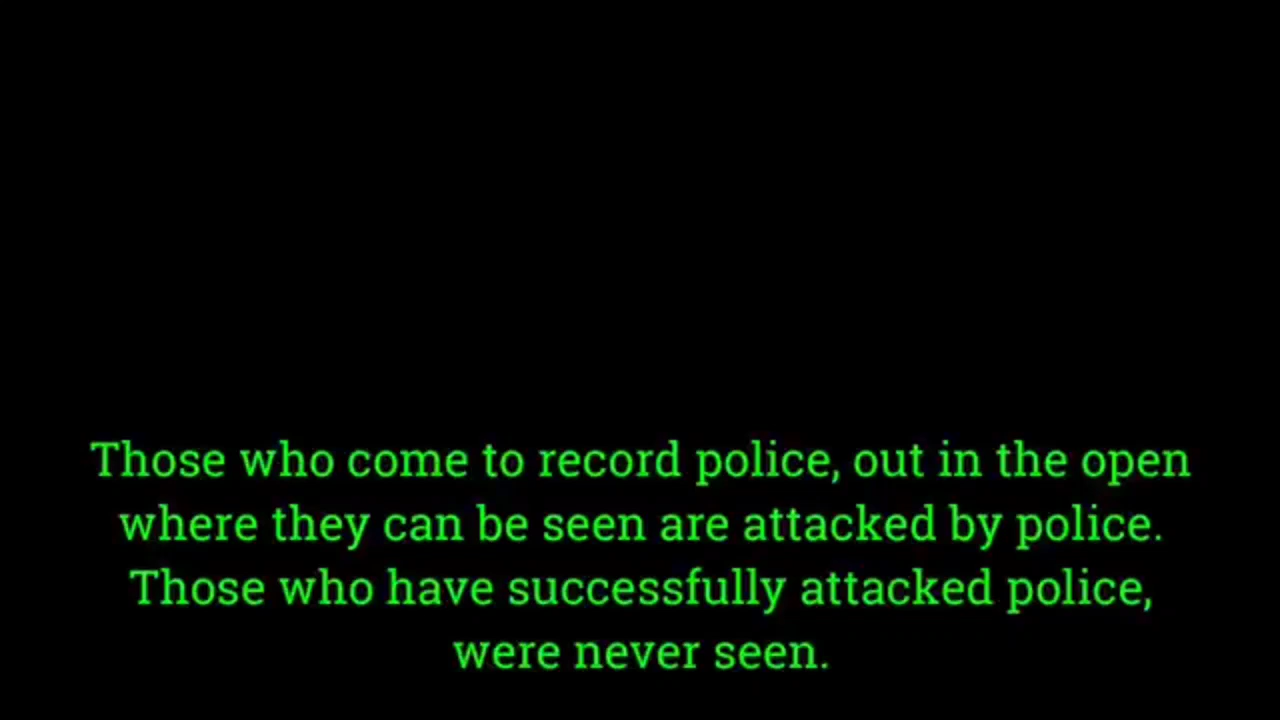 Those who come to record police, out in the open
where they can be seen are attacked by police.
Those who have successfully attacked police,
were never seen.